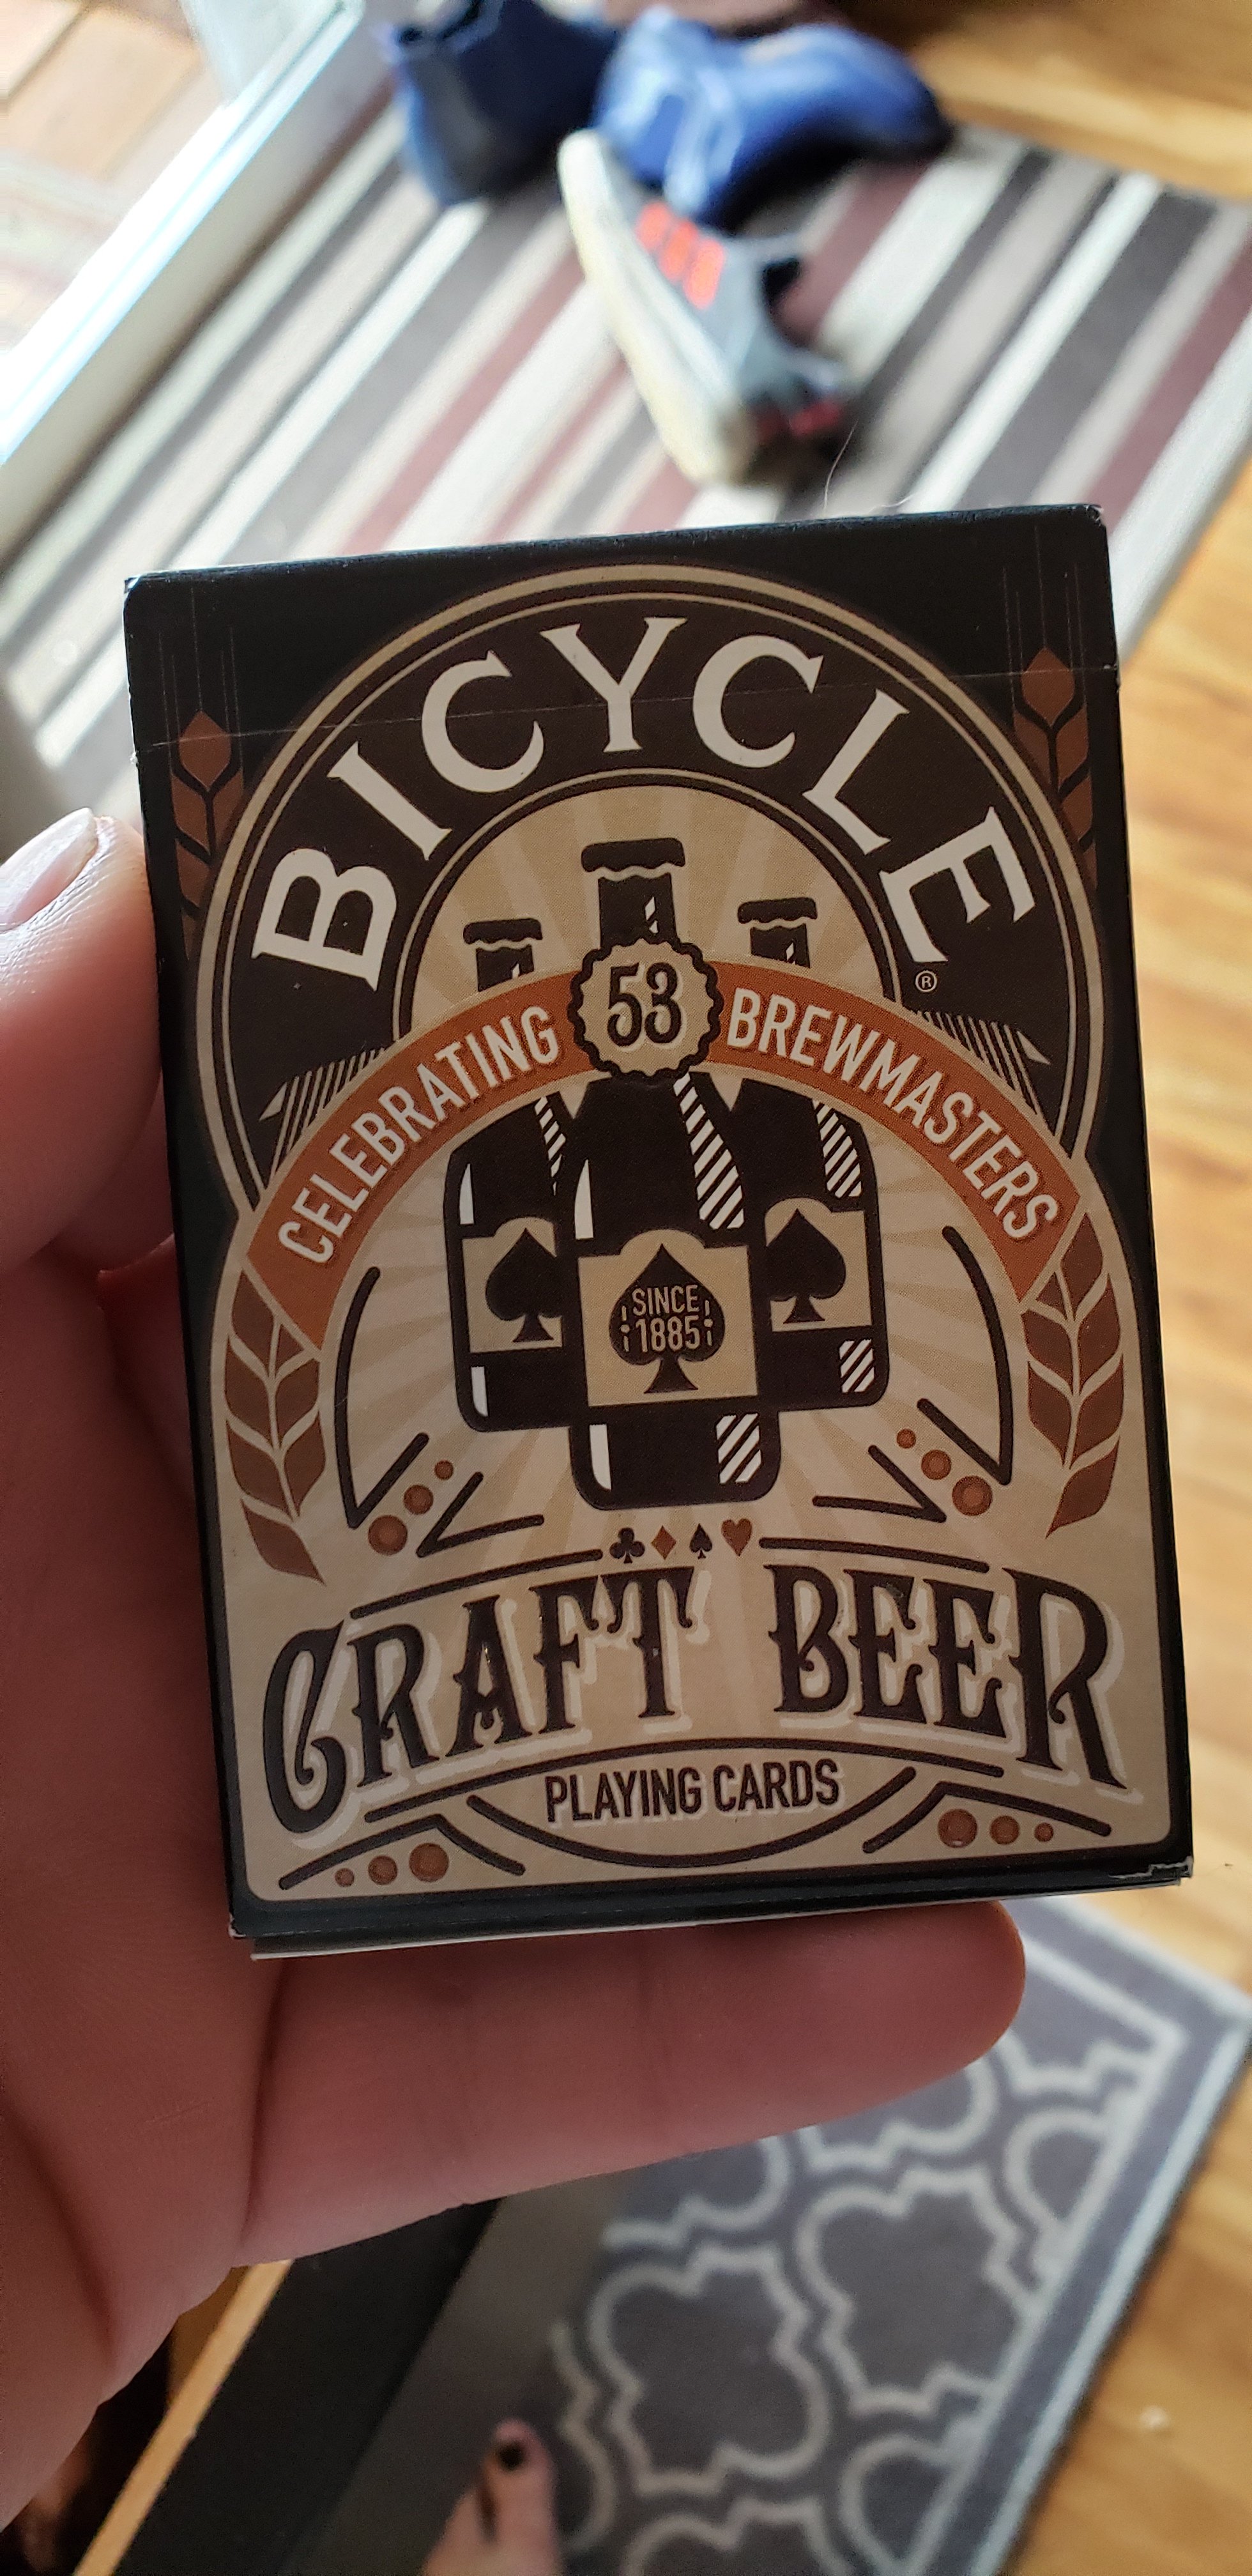 BICYCLE®
CELEBRATING 53 BREWMASTERS
SINCE
1885
CRAFT BEER
PLAYING CARDS